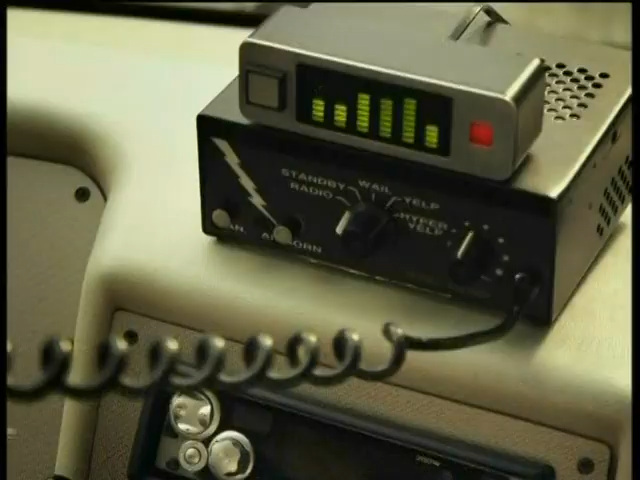 STANDBY
WAIL
RADIO
YELP
HYPER
YELP
AIR HORN